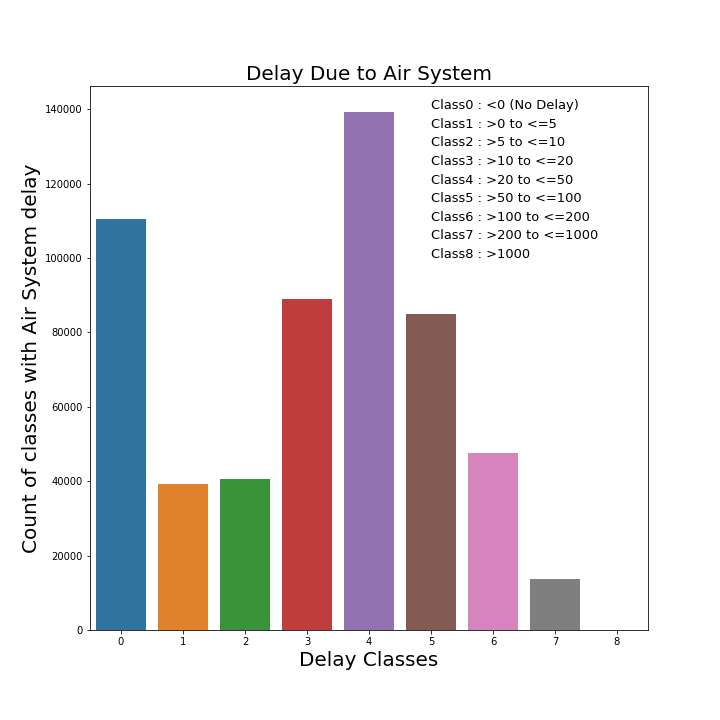 Delay Due to Air System
Class0 : <0 (No Delay)
Class1 : >0 to <=5
Class2 : >5 to <=10
Class3 : >10 to <=20
Class4 : >20 to <=50
Class5 : >50 to <=100
Class6 : >100 to <=200
Class7 : >200 to <=1000
Class8 : >1000
Count of classes with Air System delay
140000
120000
100000
80000
60000
40000
20000
0
0 1 2 3 4 5 6 7 8
Delay Classes